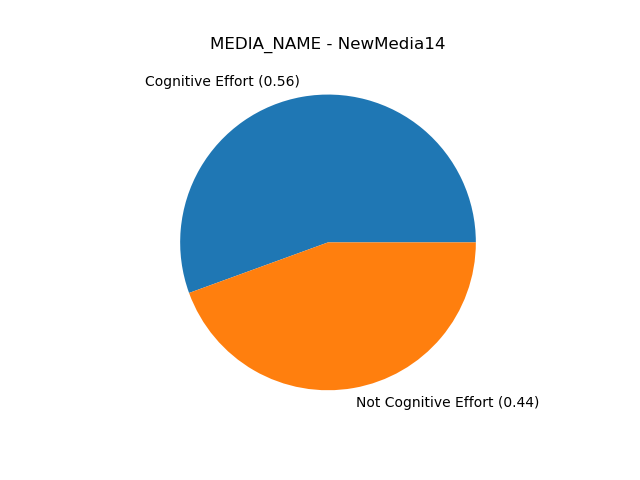 MEDIA_NAME - NewMedia14
Cognitive Effort (0.56)
Not Cognitive Effort (0.44)